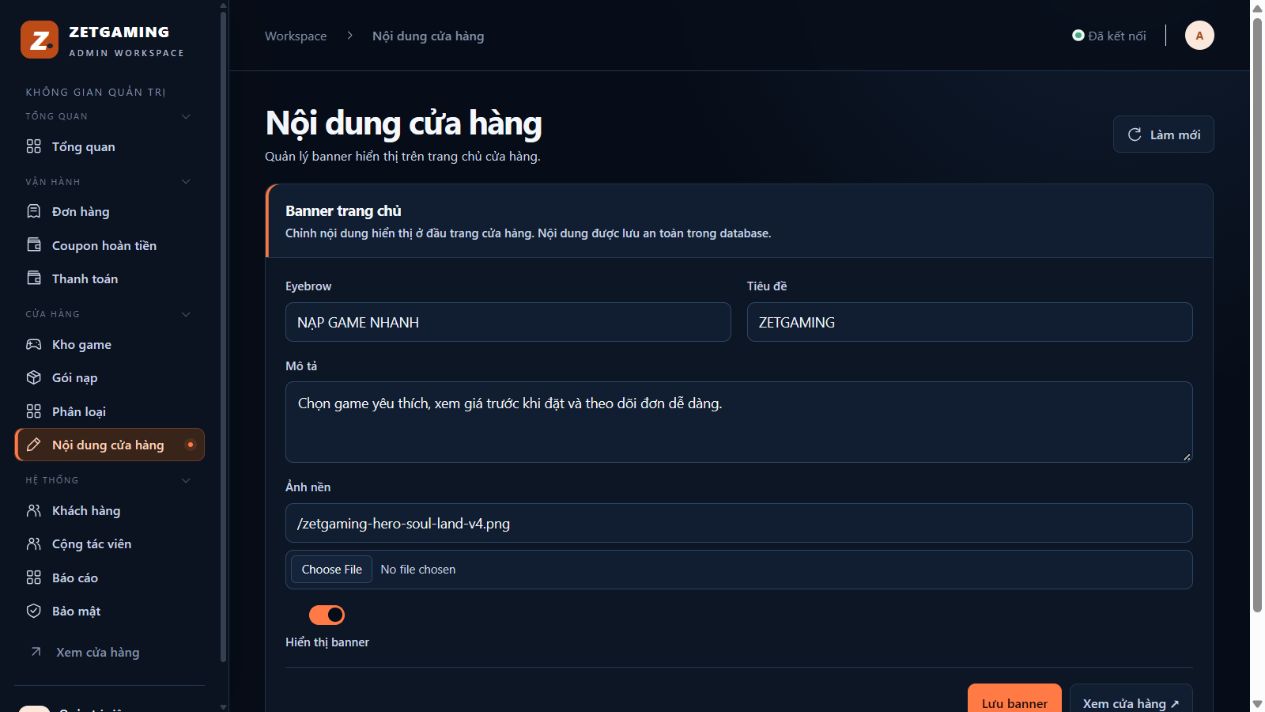 ZETGAMING
ADMIN WORKSPACE
KHÔNG GIAN QUẢN TRỊ
TỔNG QUAN
Tổng quan
VẬN HÀNH
Đơn hàng
Coupon hoàn tiền
Thanh toán
CỬA HÀNG
Kho game
Gói nạp
Phân loại
Nội dung cửa hàng
HỆ THỐNG
Khách hàng
Cộng tác viên
Báo cáo
Bảo mật
Xem cửa hàng
Workspace > Nội dung cửa hàng
Đã kết nối
A
Nội dung cửa hàng
Quản lý banner hiển thị trên trang chủ cửa hàng.
Làm mới
Banner trang chủ
Chỉnh nội dung hiển thị ở đầu trang cửa hàng. Nội dung được lưu an toàn trong database.
Eyebrow
Tiêu đề
NẠP GAME NHANH
ZETGAMING
Mô tả
Chọn game yêu thích, xem giá trước khi đặt và theo dõi đơn dễ dàng.
Ảnh nền
/zetgaming-hero-soul-land-v4.png
Choose File No file chosen
Hiển thị banner
Lưu banner
Xem cửa hàng ↗